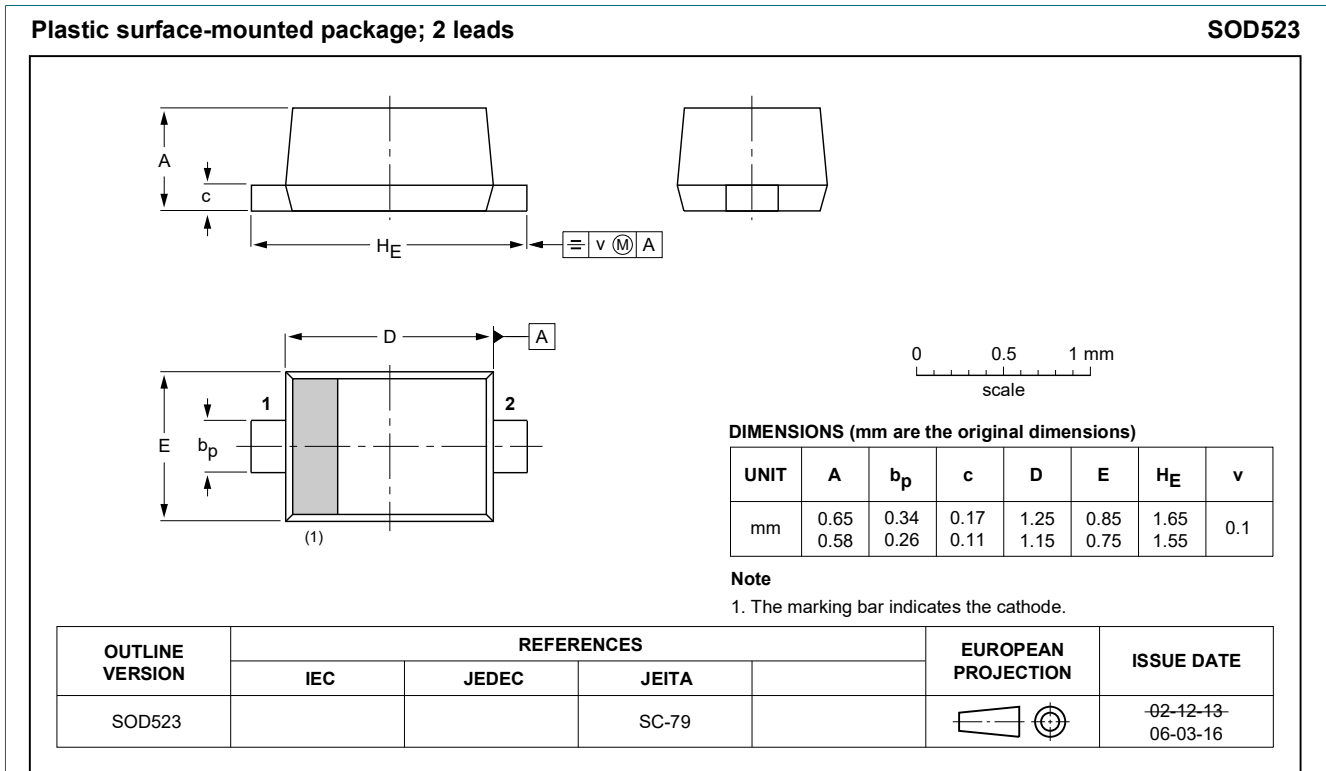 Plastic surface-mounted package; 2 leads SOD523
A
c
HE
v Ⓜ A
D
A
1
2
E
bp
(1)
0 0.5 1 mm
scale
DIMENSIONS (mm are the original dimensions)
UNIT A bp c D E HE v
mm 0.65 0.34 0.17 1.25 0.85 1.65 0.1
0.58 0.26 0.11 1.15 0.75 1.55
Note
1. The marking bar indicates the cathode.
OUTLINE VERSION REFERENCES EUROPEAN PROJECTION ISSUE DATE
IEC JEDEC JEITA
SOD523 SC-79 02-12-13
06-03-16